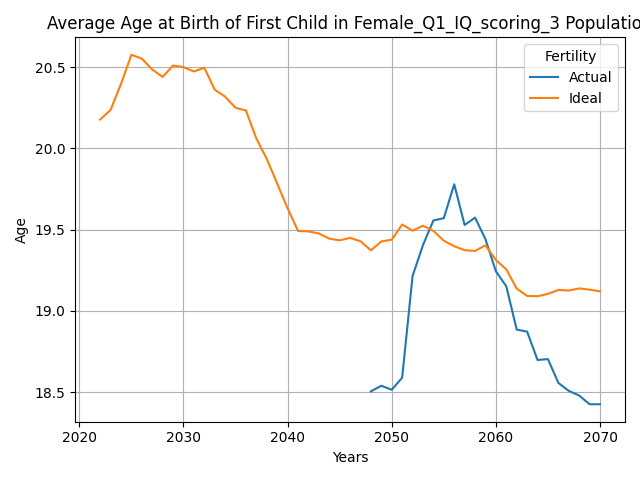 Average Age at Birth of First Child in Female_Q1_IQ_scoring_3 Populatio
Fertility
Actual
Ideal
20.5
20.0
19.5
19.0
18.5
Age
2020
2030
2040
2050
2060
2070
Years